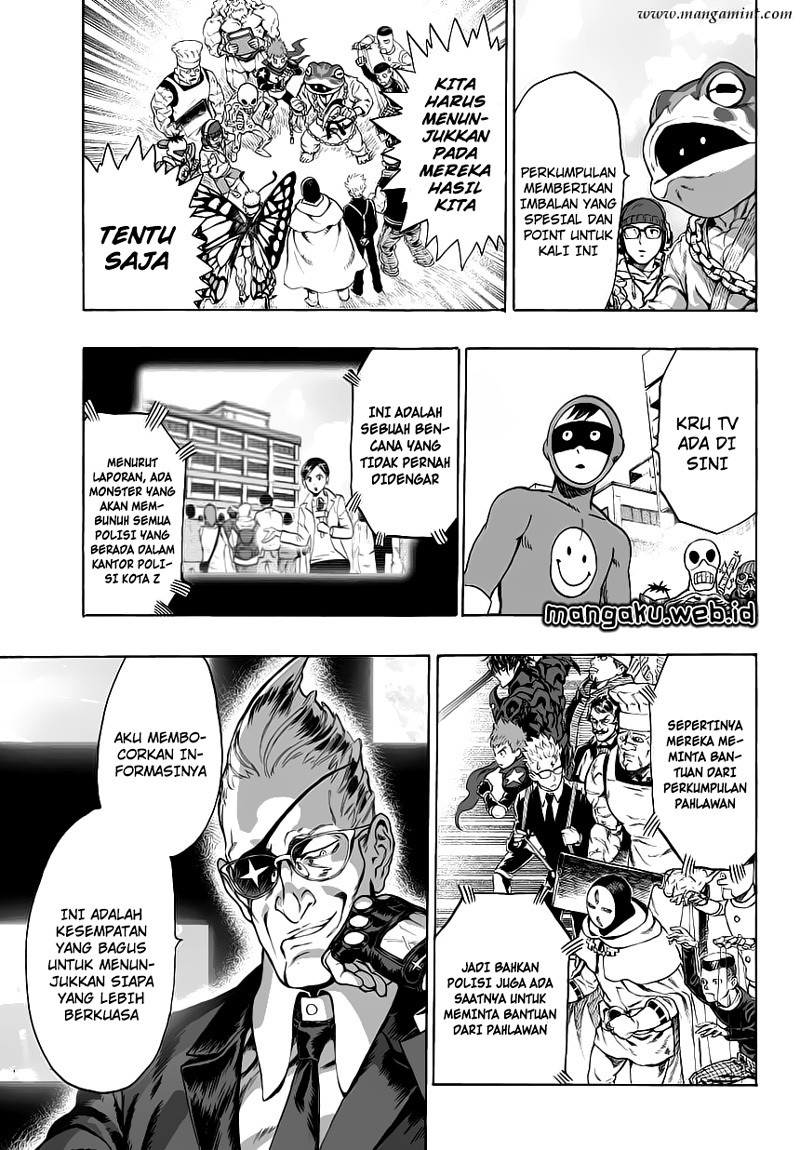 www.mangamint.com
PERKUMPULAN
MEMBERIKAN
IMBALAN YANG
SPESIAL DAN
POINT UNTUK
KALI INI
KITA
HARUS
MENUN-
JUKKAN
PADA
MEREKA
HASIL
KITA
TENTU
SAJA
KRU TV
ADA DI
SINI
INI ADALAH
SEBUAH BEN-
CANA YANG
TIDAK PERNAH
DIDENGAR
MENURUT
LAPORAN, ADA
MONSTER YANG
AKAN MEM-
BUNUH SEMUA
POLISI YANG
BERADA DALAM
KANTOR POLI-
SI KOTA Z
mangaku.web.id
SEPERTINYA
MEREKA ME-
MINTA BAN-
TUAN DARI
PERKUMPULAN
PAHLAWAN
JADI BAHKAN
POLISI JUGA ADA
SAATNYA UNTUK
MEMINTA BANTUAN
DARI PAHLAWAN
AKU MEMBO-
CORKAN IN-
FORMASINYA
INI ADALAH
KESEMPATAN
YANG BAGUS
UNTUK MENUN-
JUKKAN SIAPA
YANG LEBIH
BERKUASA